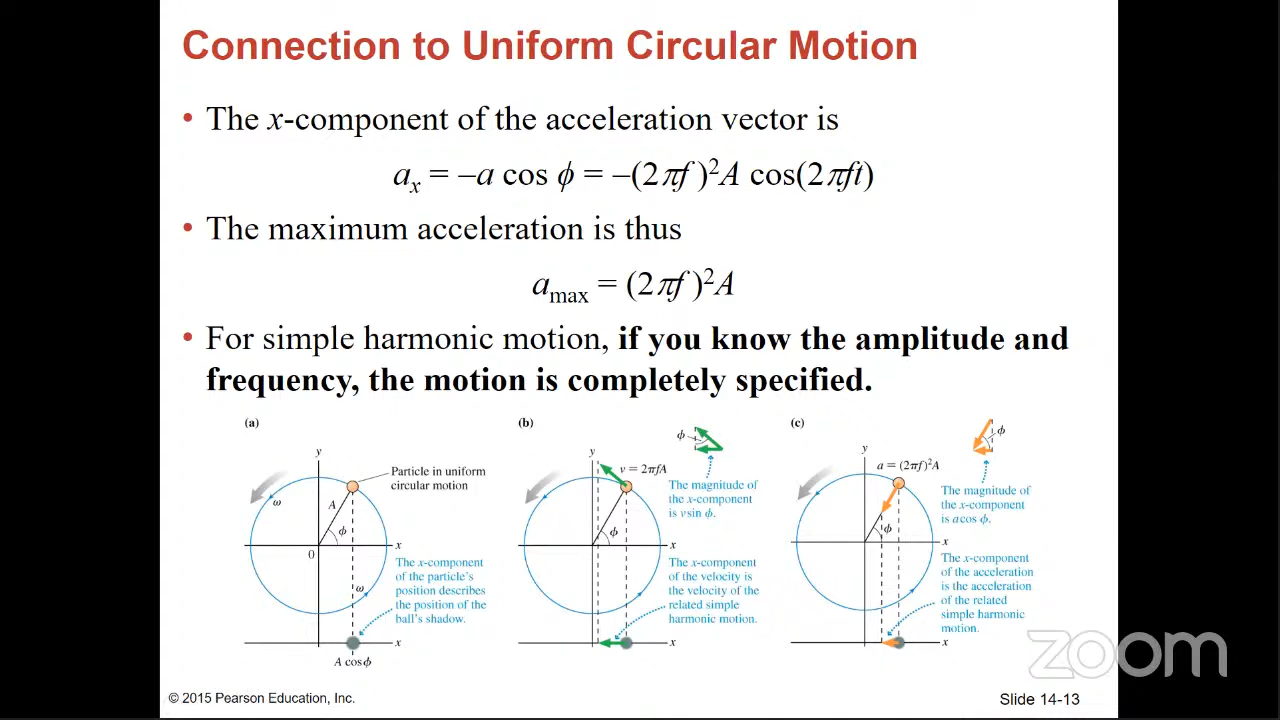 Connection to Uniform Circular Motion
• The x-component of the acceleration vector is
aₓ = –a cos ϕ = –(2πf )²A cos(2πft)
• The maximum acceleration is thus
a_max = (2πf )²A
• For simple harmonic motion, if you know the amplitude and
frequency, the motion is completely specified.
(a)
y
Particle in uniform
circular motion
ω
A
ϕ
0
x
The x-component
of the particle's
position describes
the position of the
ball's shadow.
ω
x
A cos ϕ
(b)
ϕ
y
v = 2πfA
The magnitude of
the x-component
is v sin ϕ.
ϕ
x
The x-component
of the velocity is
the velocity of the
related simple
harmonic motion.
x
(c)
ϕ
y
a = (2πf)²A
The magnitude of
the x-component
is a cos ϕ.
ϕ
x
The x-component
of the acceleration
is the acceleration
of the related
simple harmonic
motion.
x
zoom
© 2015 Pearson Education, Inc.
Slide 14-13